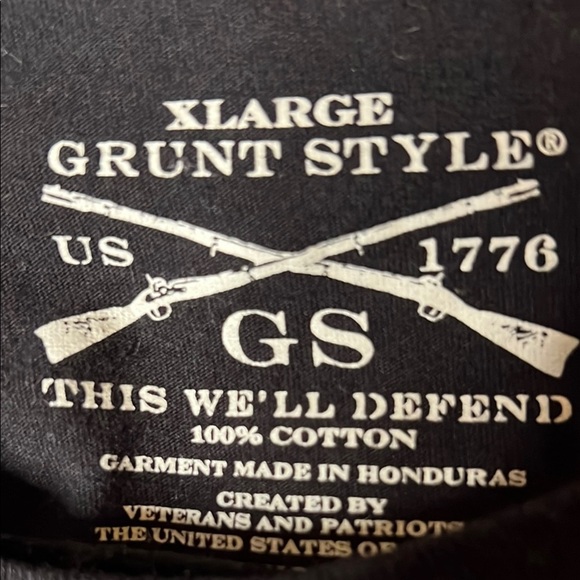 XLARGE
GRUNT STYLE®
US 1776
GS
THIS WE'LL DEFEND
100% COTTON
GARMENT MADE IN HONDURAS
CREATED BY
VETERANS AND PATRIOTS
THE UNITED STATES OF